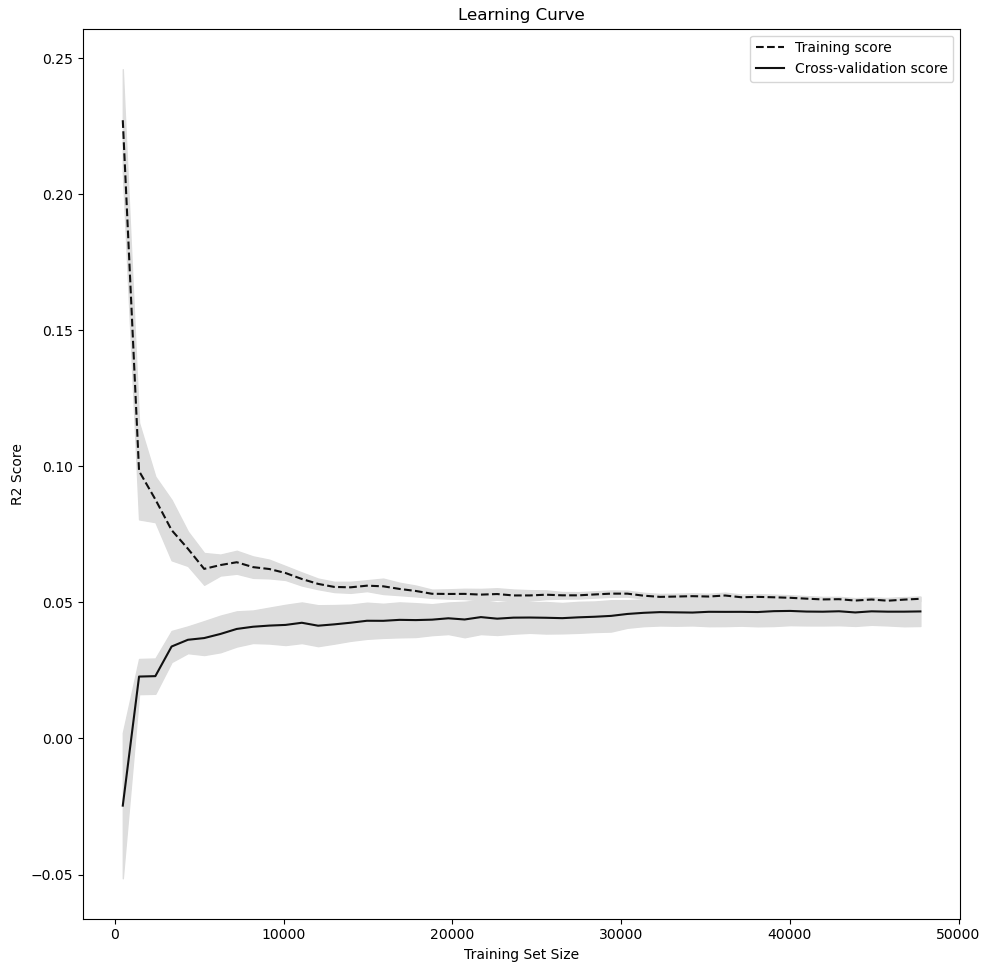 Learning Curve
Training score
Cross-validation score
0.25
0.20
0.15
0.10
0.05
0.00
−0.05
R2 Score
0
10000
20000
30000
40000
50000
Training Set Size